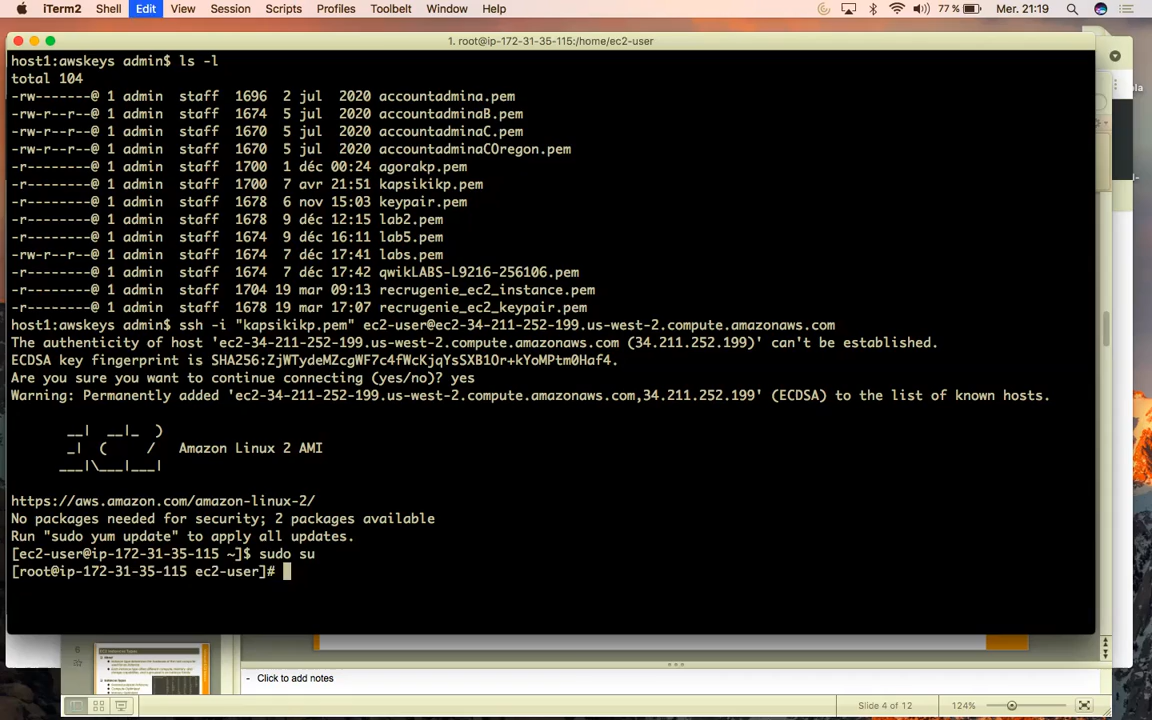 iTerm2 Shell Edit View Session Scripts Profiles Toolbelt Window Help 77 % Mer. 21:19
1. root@ip-172-31-35-115:/home/ec2-user
host1:awskeys admin$ ls -l
total 104
-rw-------@ 1 admin  staff  1696  2 jul   2020 accountadmina.pem
-rw-r--r--@ 1 admin  staff  1674  5 jul   2020 accountadminaB.pem
-rw-r--r--@ 1 admin  staff  1670  5 jul   2020 accountadminaC.pem
-rw-r--r--@ 1 admin  staff  1670  5 jul   2020 accountadminaCOregon.pem
-r--------@ 1 admin  staff  1700  1 déc 00:24 agorakp.pem
-r--------@ 1 admin  staff  1700  7 avr 21:51 kapsikikp.pem
-r--------@ 1 admin  staff  1678  6 nov 15:03 keypair.pem
-r--------@ 1 admin  staff  1678  9 déc 12:15 lab2.pem
-r--------@ 1 admin  staff  1674  9 déc 16:11 lab5.pem
-rw-r--r--@ 1 admin  staff  1674  7 déc 17:41 labs.pem
-r--------@ 1 admin  staff  1674  7 déc 17:42 qwikLABS-L9216-256106.pem
-r--------@ 1 admin  staff  1704 19 mar 09:13 recrugenie_ec2_instance.pem
-r--------@ 1 admin  staff  1678 19 mar 17:07 recrugenie_ec2_keypair.pem
host1:awskeys admin$ ssh -i "kapsikikp.pem" ec2-user@ec2-34-211-252-199.us-west-2.compute.amazonaws.com
The authenticity of host 'ec2-34-211-252-199.us-west-2.compute.amazonaws.com (34.211.252.199)' can't be established.
ECDSA key fingerprint is SHA256:ZjWTydeMZcgWF7c4fWcKjqYsSXB1Or+kYoMPtm0Haf4.
Are you sure you want to continue connecting (yes/no)? yes
Warning: Permanently added 'ec2-34-211-252-199.us-west-2.compute.amazonaws.com,34.211.252.199' (ECDSA) to the list of known hosts.
       __|  __|_  )
       _|  (     /   Amazon Linux 2 AMI
      ___|\___|___|
https://aws.amazon.com/amazon-linux-2/
No packages needed for security; 2 packages available
Run "sudo yum update" to apply all updates.
[ec2-user@ip-172-31-35-115 ~]$ sudo su
[root@ip-172-31-35-115 ec2-user]#
6
- Click to add notes
Slide 4 of 12 124%